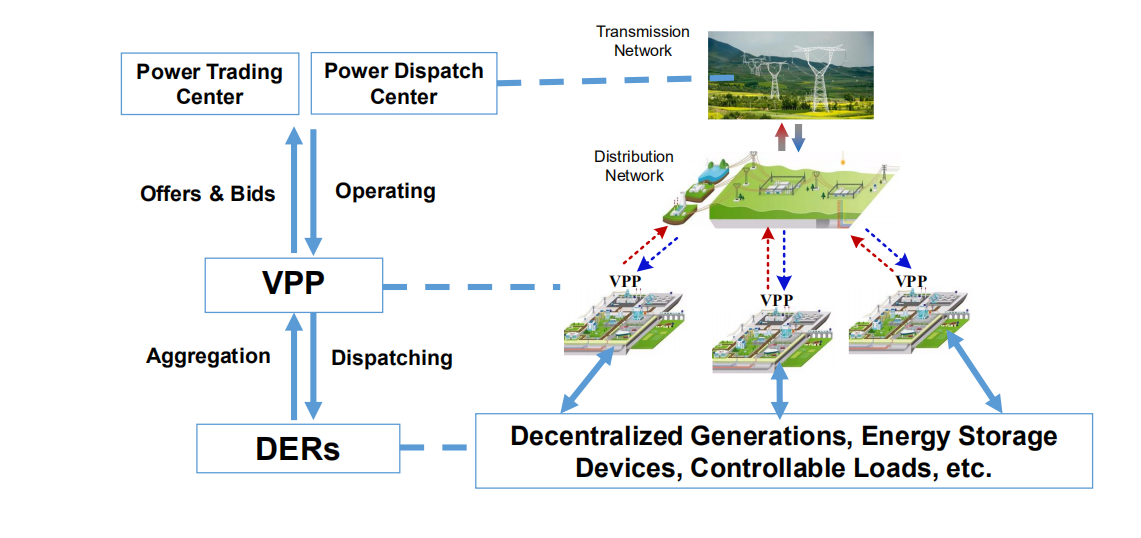 Transmission
Network
Power Trading
Center
Power Dispatch
Center
Distribution
Network
Offers & Bids
Operating
VPP
VPP
VPP
VPP
Aggregation
Dispatching
DERs
Decentralized Generations, Energy Storage
Devices, Controllable Loads, etc.